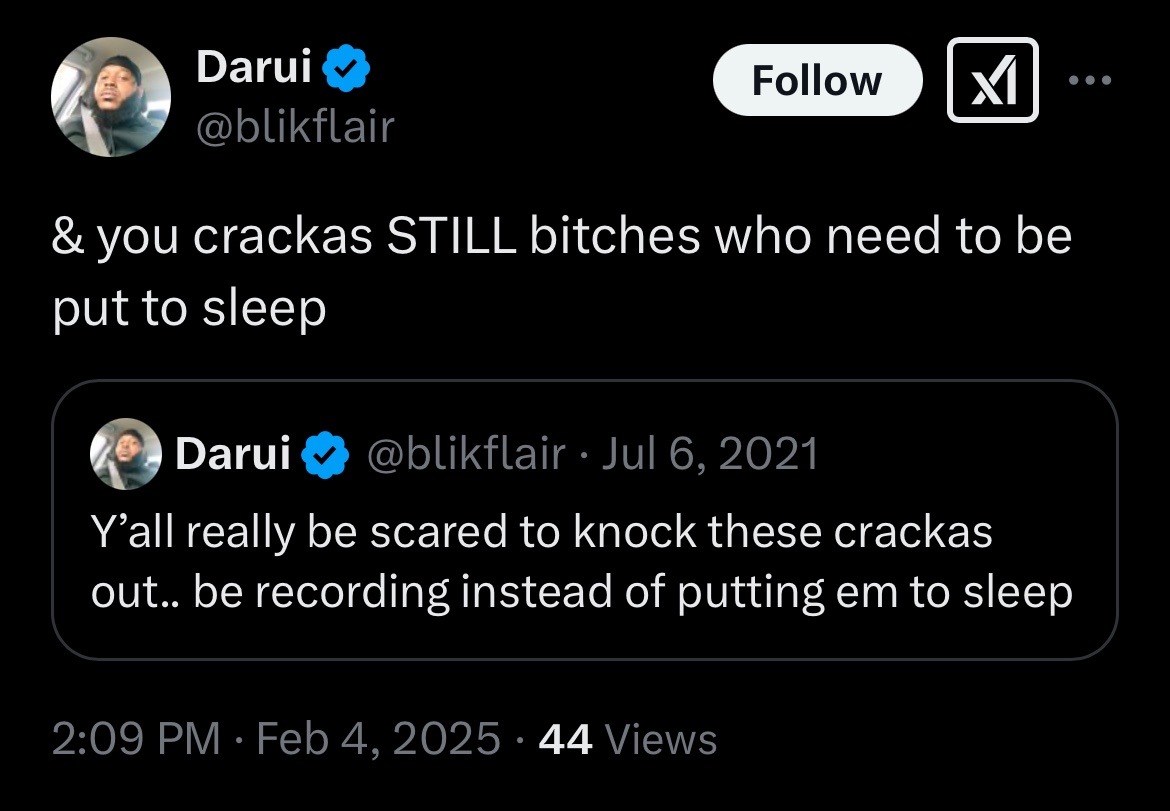 Darui
@blikflair
Follow
& you crackas STILL bitches who need to be
put to sleep
Darui @blikflair · Jul 6, 2021
Y’all really be scared to knock these crackas
out.. be recording instead of putting em to sleep
2:09 PM · Feb 4, 2025 · 44 Views